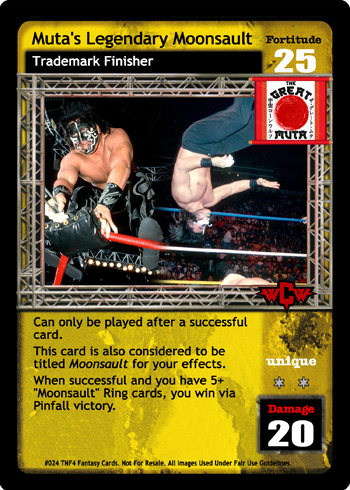 Muta's Legendary Moonsault
Fortitude
25
Trademark Finisher
THE
GREAT
MUTA
WCW
Can only be played after a successful
card.
This card is also considered to be
titled Moonsault for your effects.
When successful and you have 5+
"Moonsault" Ring cards, you win via
Pinfall victory.
unique
Damage
20
#024 TNF4 Fantasy Cards. Not For Resale. All Images Used Under Fair Use Guidelines.